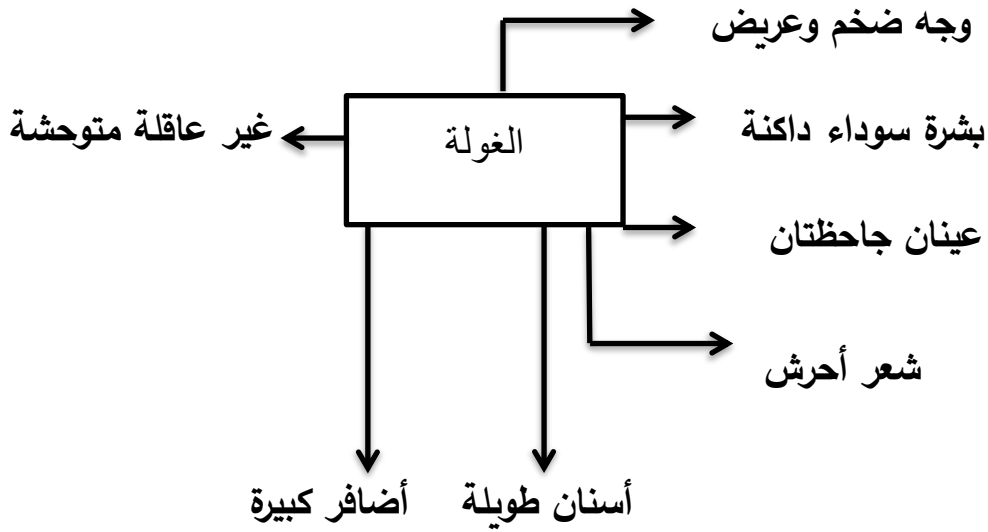 وجه ضخم وعريض
بشرة سوداء داكنة
الغولة
غير عاقلة متوحشة
عينان جاحظتان
شعر أحرش
أسنان طويلة
أضافر كبيرة